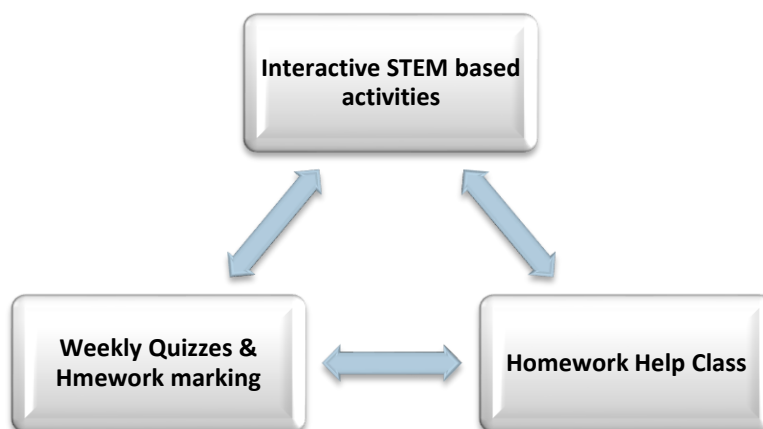 Interactive STEM based
activities
Weekly Quizzes &
Hmework marking
Homework Help Class